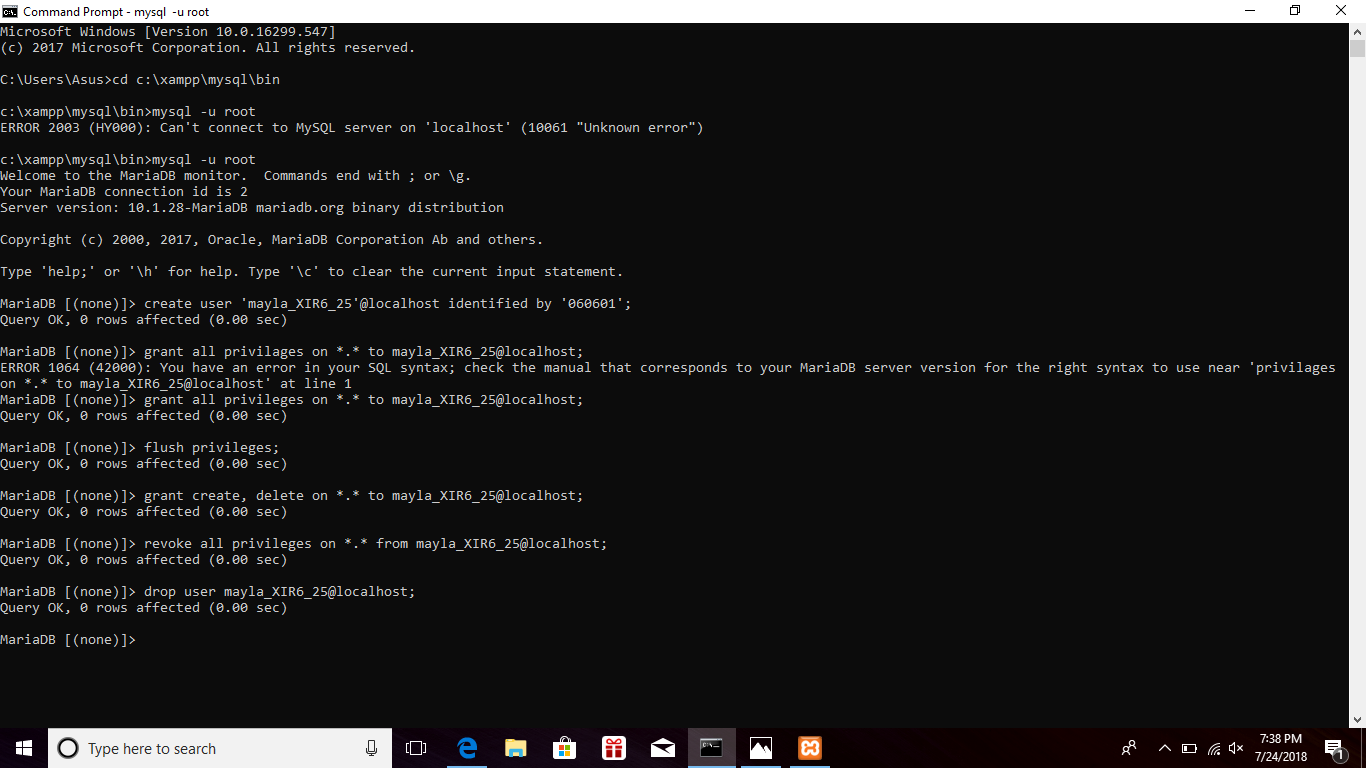 Command Prompt - mysql  -u root
Microsoft Windows [Version 10.0.16299.547]
(c) 2017 Microsoft Corporation. All rights reserved.
C:\Users\Asus>cd c:\xampp\mysql\bin
c:\xampp\mysql\bin>mysql -u root
ERROR 2003 (HY000): Can't connect to MySQL server on 'localhost' (10061 "Unknown error")
c:\xampp\mysql\bin>mysql -u root
Welcome to the MariaDB monitor.  Commands end with ; or \g.
Your MariaDB connection id is 2
Server version: 10.1.28-MariaDB mariadb.org binary distribution
Copyright (c) 2000, 2017, Oracle, MariaDB Corporation Ab and others.
Type 'help;' or '\h' for help. Type '\c' to clear the current input statement.
MariaDB [(none)]> create user 'mayla_XIR6_25'@localhost identified by '060601';
Query OK, 0 rows affected (0.00 sec)
MariaDB [(none)]> grant all privilages on *.* to mayla_XIR6_25@localhost;
ERROR 1064 (42000): You have an error in your SQL syntax; check the manual that corresponds to your MariaDB server version for the right syntax to use near 'privilages
on *.* to mayla_XIR6_25@localhost' at line 1
MariaDB [(none)]> grant all privileges on *.* to mayla_XIR6_25@localhost;
Query OK, 0 rows affected (0.00 sec)
MariaDB [(none)]> flush privileges;
Query OK, 0 rows affected (0.00 sec)
MariaDB [(none)]> grant create, delete on *.* to mayla_XIR6_25@localhost;
Query OK, 0 rows affected (0.00 sec)
MariaDB [(none)]> revoke all privileges on *.* from mayla_XIR6_25@localhost;
Query OK, 0 rows affected (0.00 sec)
MariaDB [(none)]> drop user mayla_XIR6_25@localhost;
Query OK, 0 rows affected (0.00 sec)
MariaDB [(none)]>
Type here to search
7:38 PM
7/24/2018
1